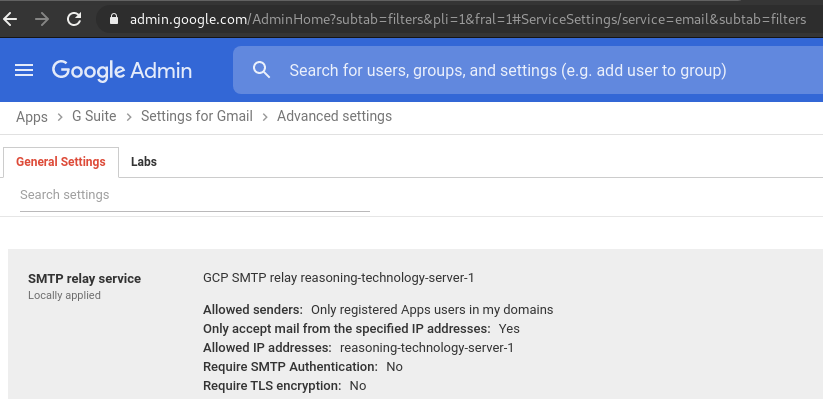 admin.google.com/AdminHome?subtab=filters&pli=1&fral=1#ServiceSettings/service=email&subtab=filters
Google Admin Search for users, groups, and settings (e.g. add user to group)
Apps > G Suite > Settings for Gmail > Advanced settings
General Settings Labs
Search settings
SMTP relay service GCP SMTP relay reasoning-technology-server-1
Locally applied
Allowed senders: Only registered Apps users in my domains
Only accept mail from the specified IP addresses: Yes
Allowed IP addresses: reasoning-technology-server-1
Require SMTP Authentication: No
Require TLS encryption: No